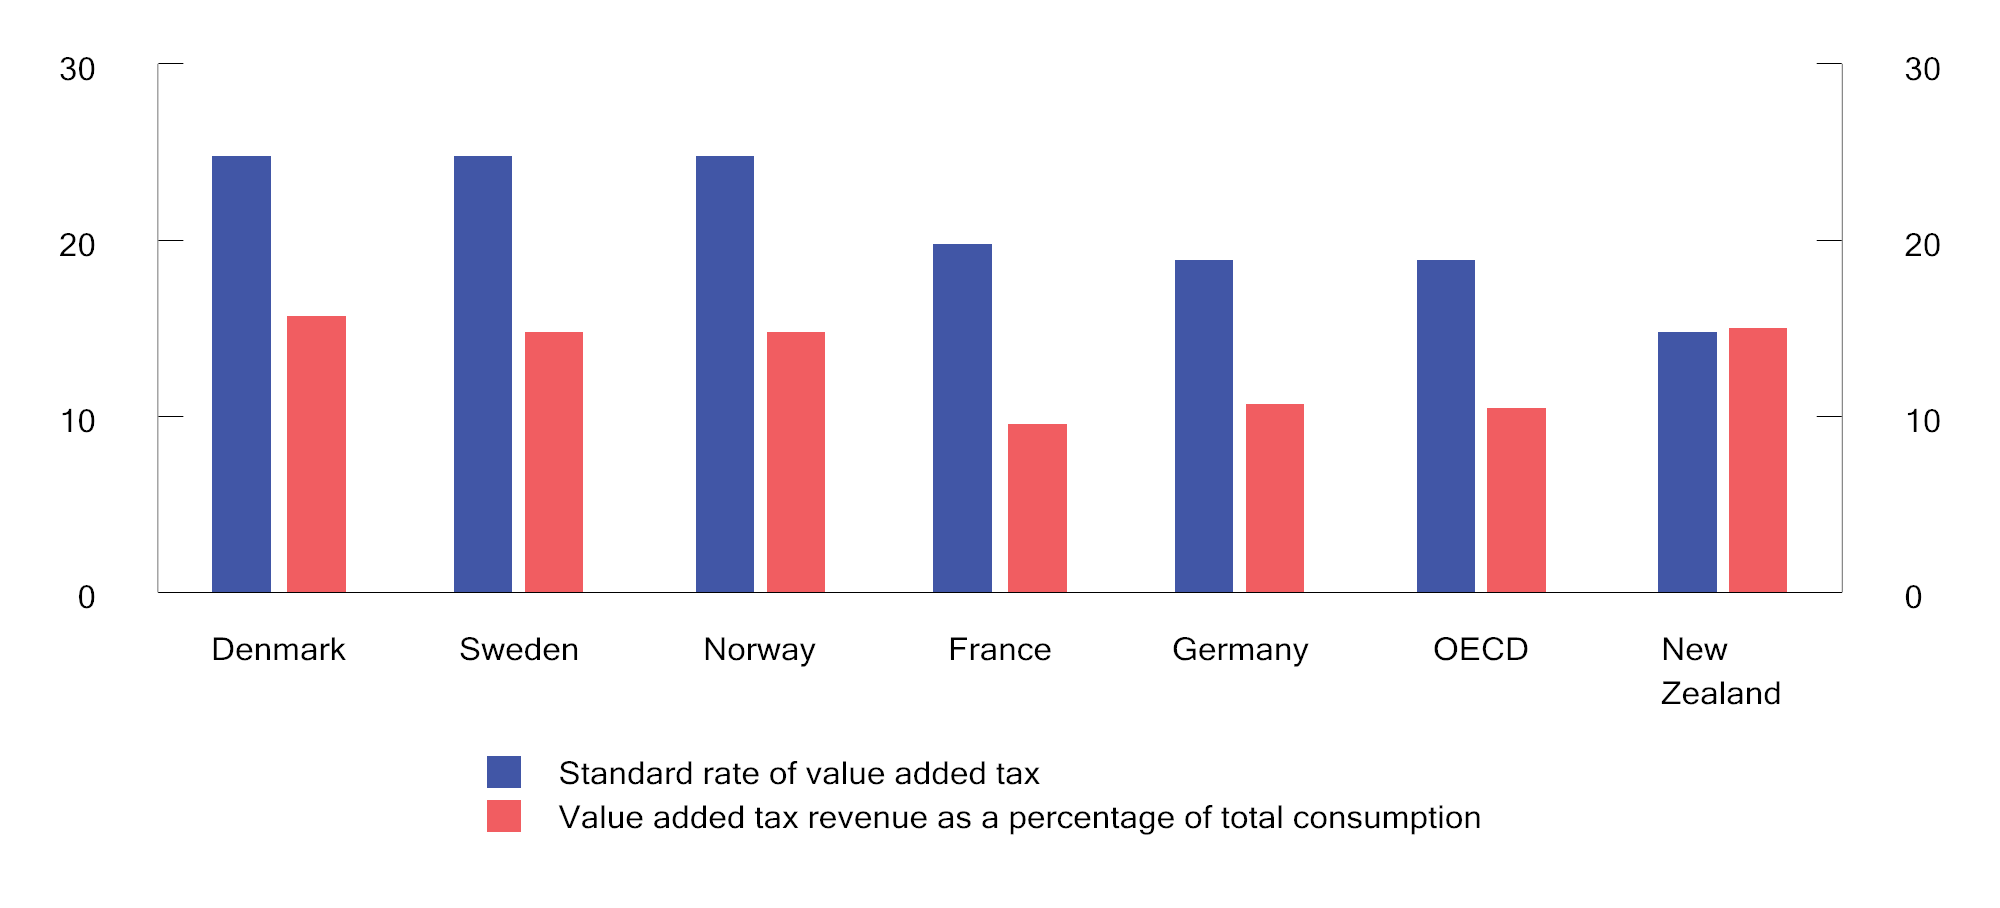 30 30
20 20
10 10
0 0
Denmark Sweden Norway France Germany OECD New
Zealand
Standard rate of value added tax
Value added tax revenue as a percentage of total consumption